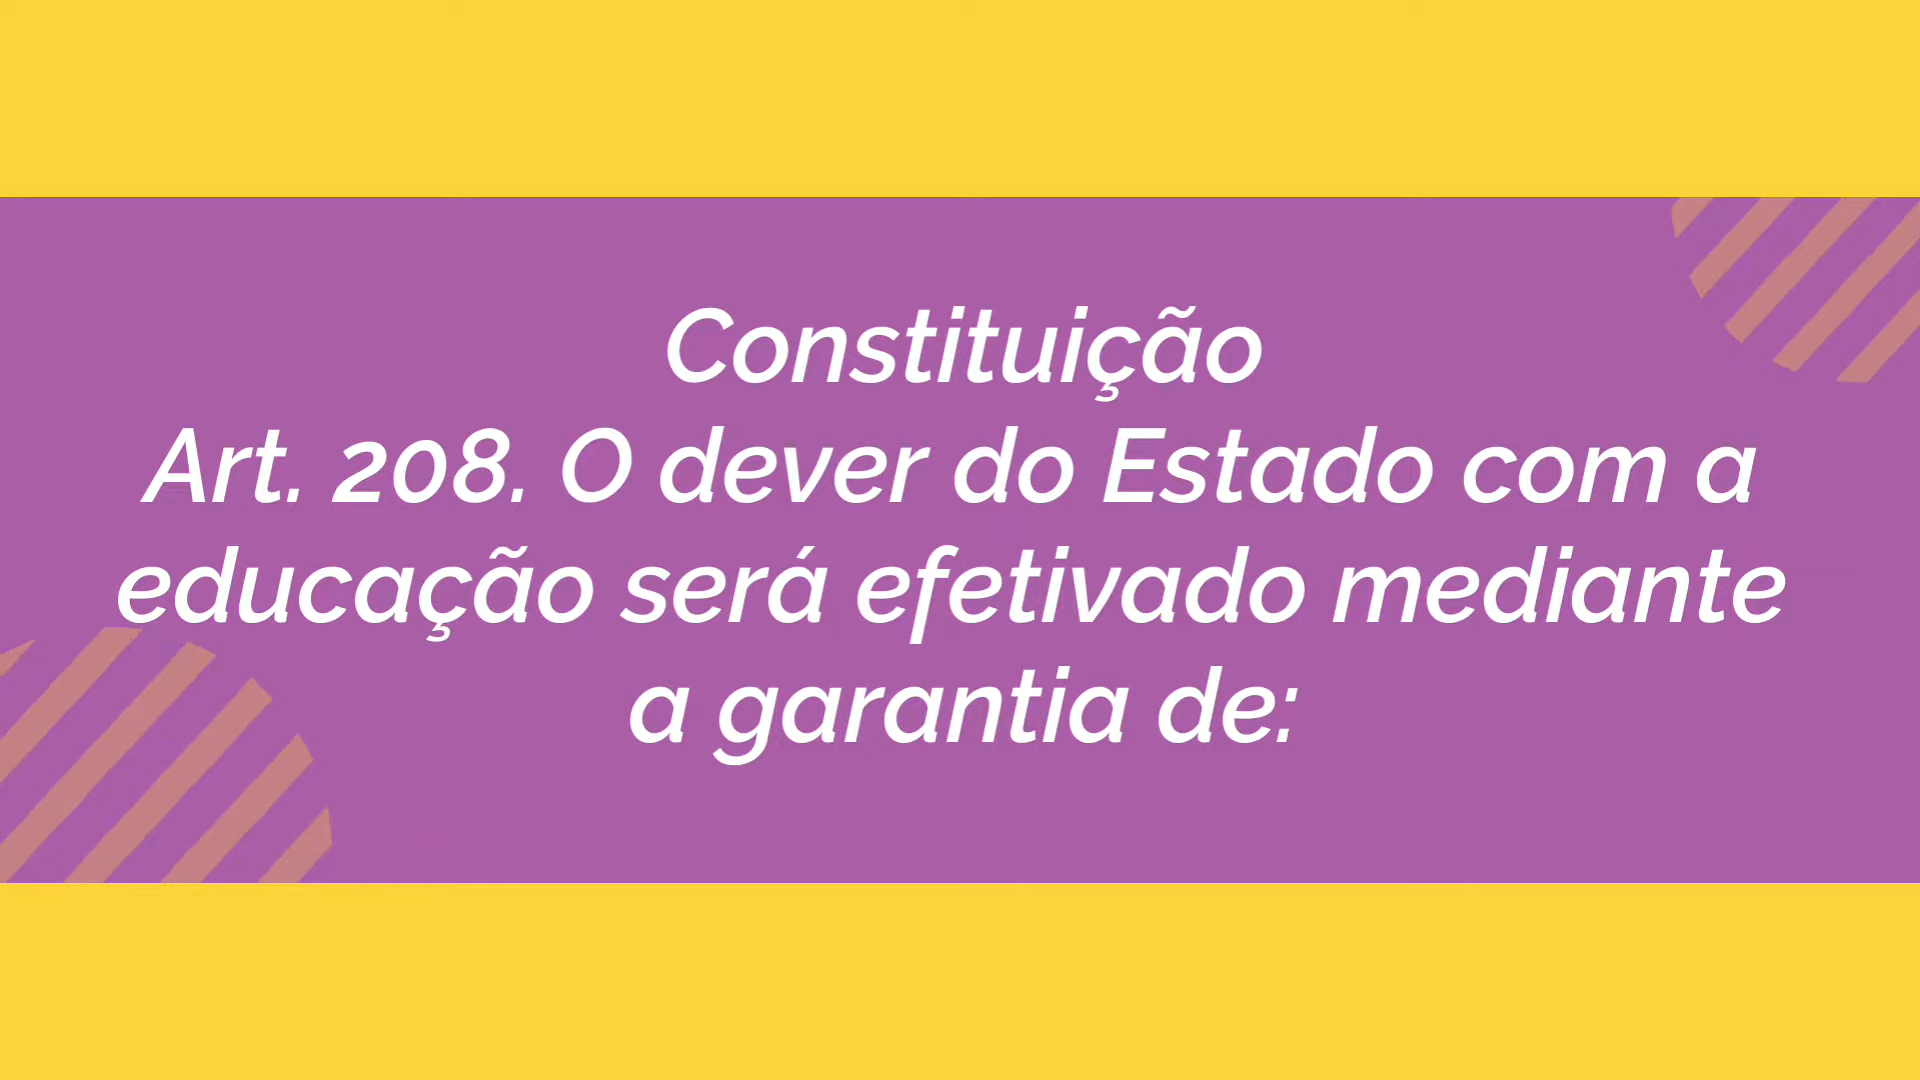 Constituição
Art. 208. O dever do Estado com a
educação será efetivado mediante
a garantia de: